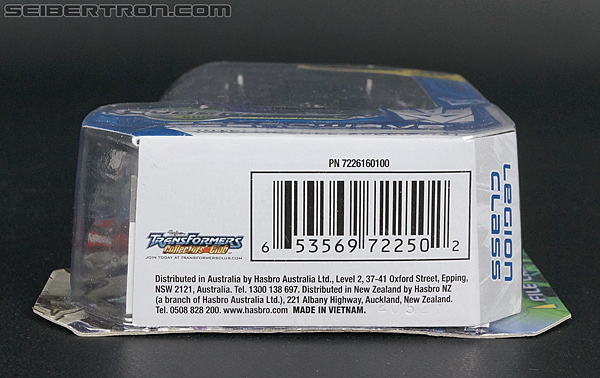 SEIBERTRON.COM
PN 7226160100
6 53569 72250 2
Official
TRANSFORMERS
Collectors' Club
JOIN TODAY AT TRANSFORMERSCLUB.COM
Distributed in Australia by Hasbro Australia Ltd., Level 2, 37-41 Oxford Street, Epping,
NSW 2121, Australia. Tel. 1300 138 697. Distributed in New Zealand by Hasbro NZ
(a branch of Hasbro Australia Ltd.), 221 Albany Highway, Auckland, New Zealand.
Tel. 0508 828 200. www.hasbro.com MADE IN VIETNAM.
LEGION
CLASS